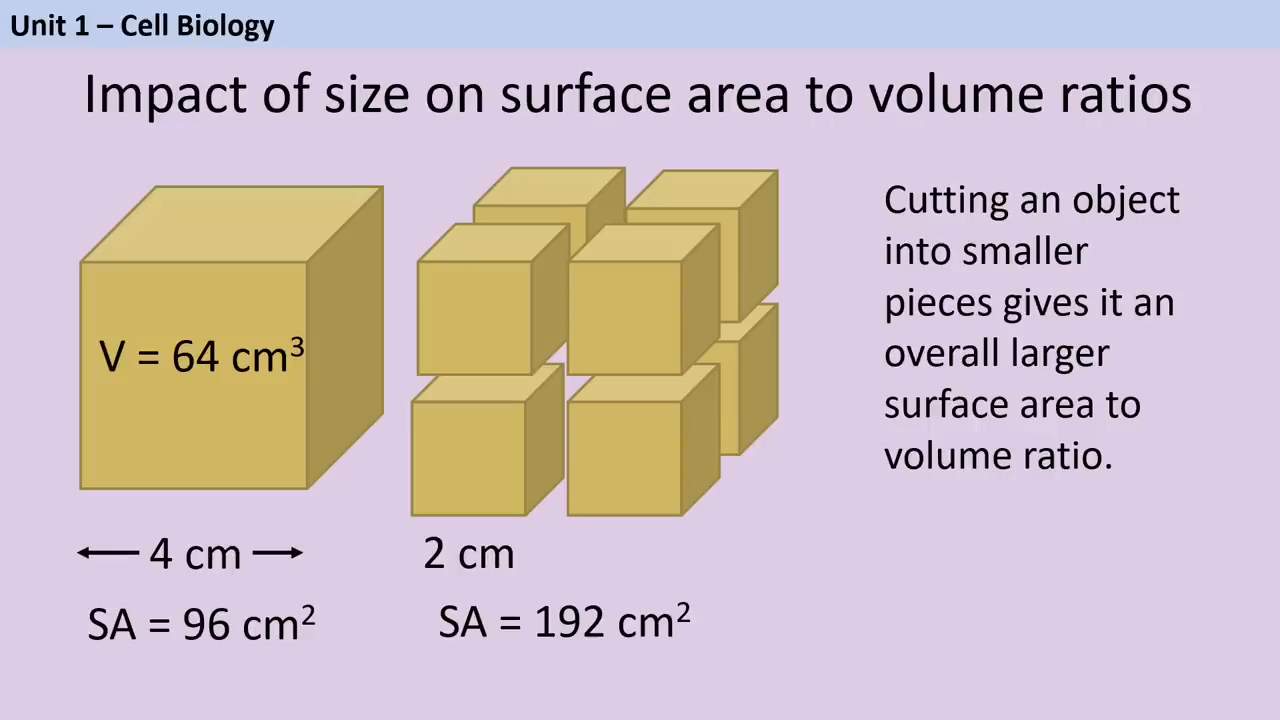 Unit 1 – Cell Biology
Impact of size on surface area to volume ratios
V = 64 cm³
Cutting an object
into smaller
pieces gives it an
overall larger
surface area to
volume ratio.
4 cm
2 cm
SA = 96 cm²
SA = 192 cm²